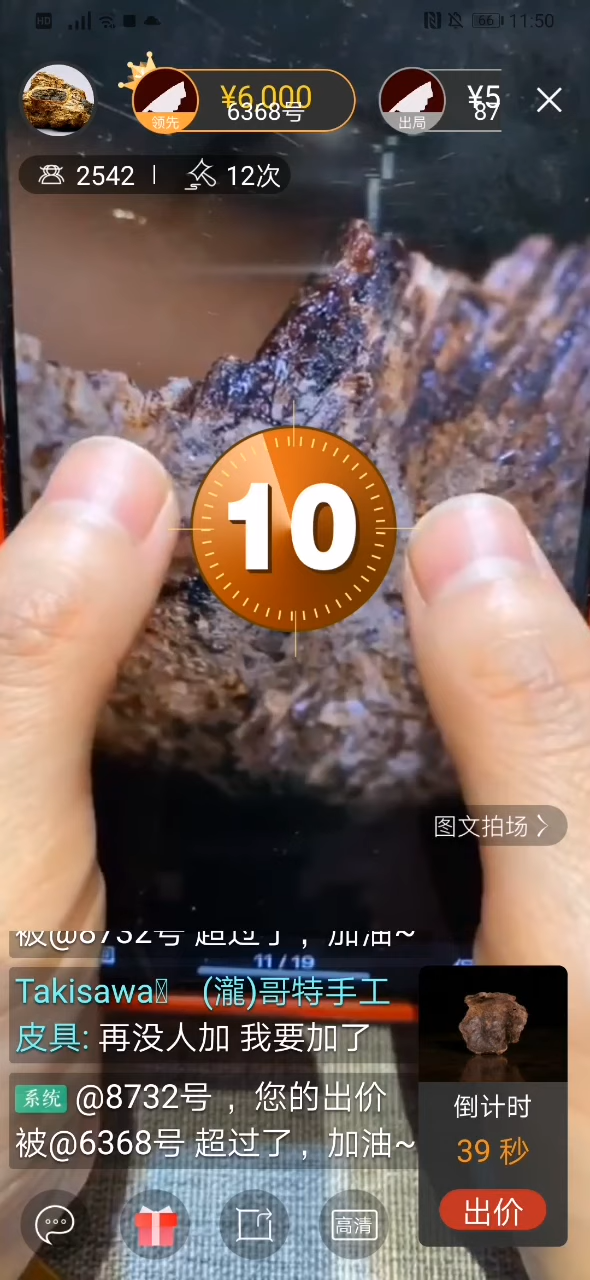 HD
66 11:50
¥6,000
6368号
领先
¥5
87
出局
2542 | 12次
10
图文拍场
被@8732号 超过了，加油~
11 / 19
Takisawa (瀧)哥特手工
皮具: 再没人加 我要加了
系统 @8732号 ，您的出价
被@6368号 超过了，加油~
倒计时
39 秒
出价
高清